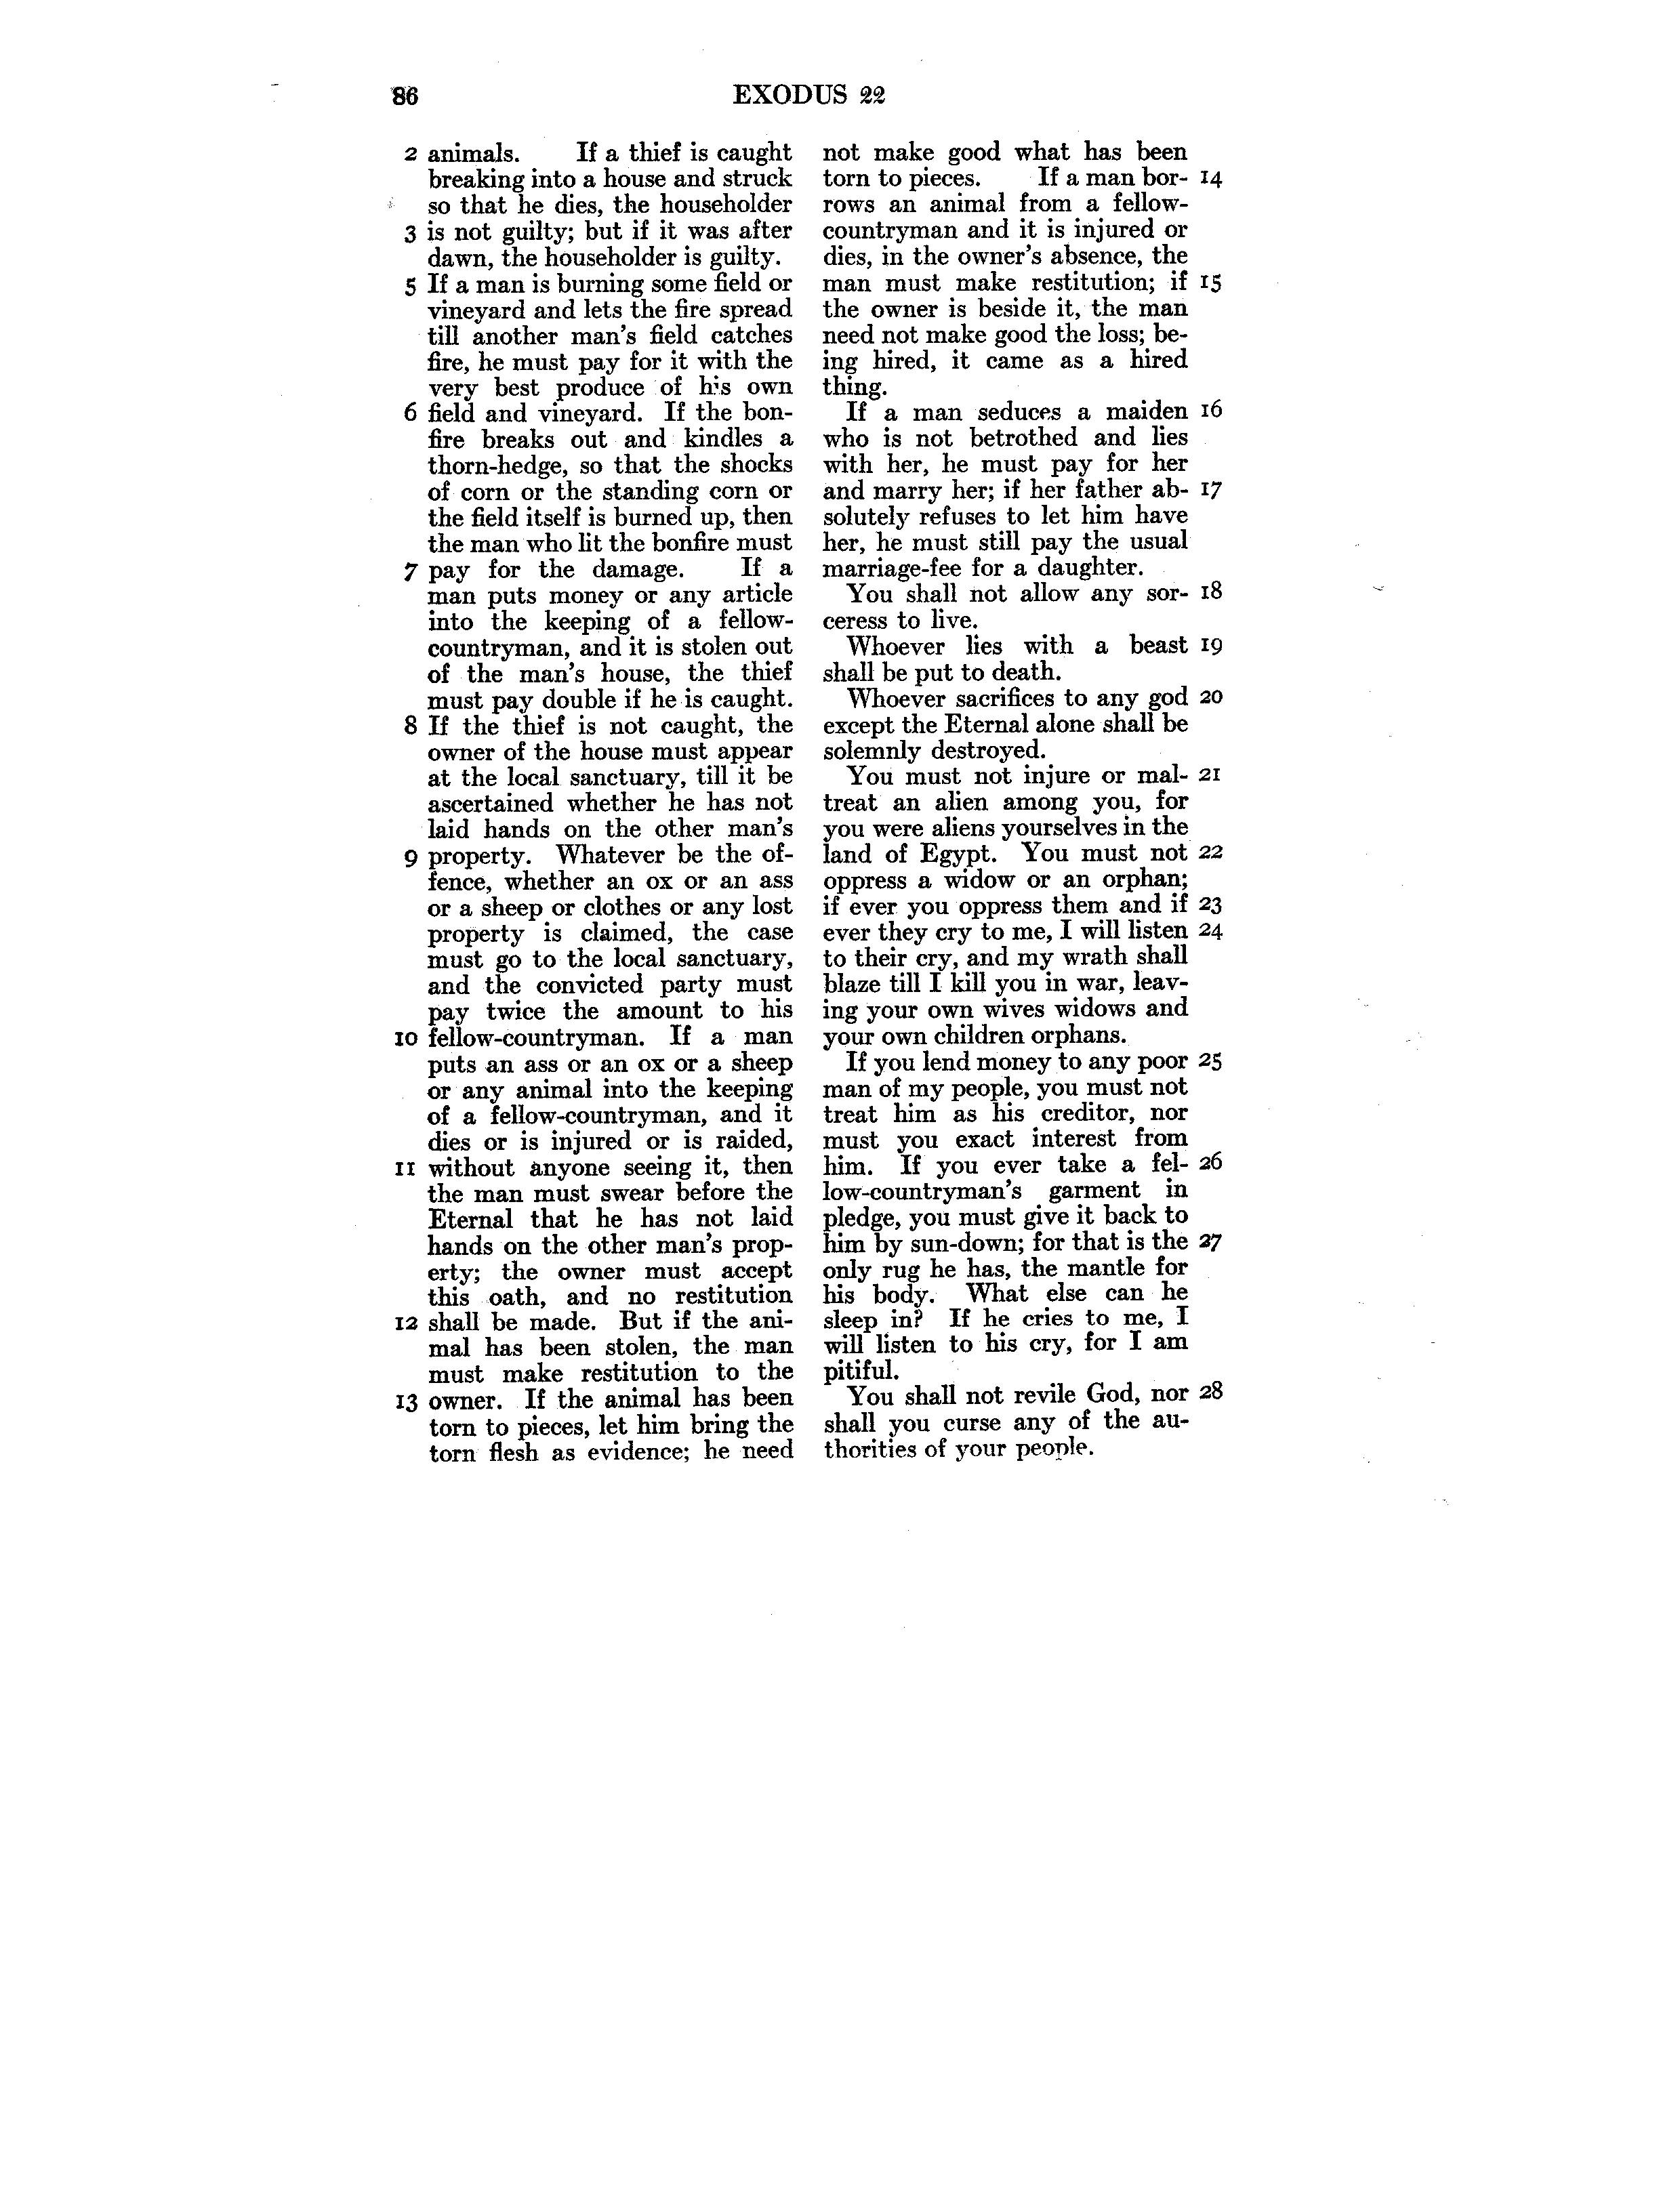 86
EXODUS 22
2 animals. If a thief is caught
breaking into a house and struck
so that he dies, the householder
3 is not guilty; but if it was after
dawn, the householder is guilty.
5 If a man is burning some field or
vineyard and lets the fire spread
till another man's field catches
fire, he must pay for it with the
very best produce of his own
6 field and vineyard. If the bon-
fire breaks out and kindles a
thorn-hedge, so that the shocks
of corn or the standing corn or
the field itself is burned up, then
the man who lit the bonfire must
7 pay for the damage. If a
man puts money or any article
into the keeping of a fellow-
countryman, and it is stolen out
of the man's house, the thief
must pay double if he is caught.
8 If the thief is not caught, the
owner of the house must appear
at the local sanctuary, till it be
ascertained whether he has not
laid hands on the other man's
9 property. Whatever be the of-
fence, whether an ox or an ass
or a sheep or clothes or any lost
property is claimed, the case
must go to the local sanctuary,
and the convicted party must
pay twice the amount to his
10 fellow-countryman. If a man
puts an ass or an ox or a sheep
or any animal into the keeping
of a fellow-countryman, and it
dies or is injured or is raided,
11 without anyone seeing it, then
the man must swear before the
Eternal that he has not laid
hands on the other man's prop-
erty; the owner must accept
this oath, and no restitution
12 shall be made. But if the ani-
mal has been stolen, the man
must make restitution to the
13 owner. If the animal has been
torn to pieces, let him bring the
torn flesh as evidence; he need
not make good what has been
torn to pieces. If a man bor- 14
rows an animal from a fellow-
countryman and it is injured or
dies, in the owner's absence, the
man must make restitution; if 15
the owner is beside it, the man
need not make good the loss; be-
ing hired, it came as a hired
thing.
If a man seduces a maiden 16
who is not betrothed and lies
with her, he must pay for her
and marry her; if her father ab- 17
solutely refuses to let him have
her, he must still pay the usual
marriage-fee for a daughter.
You shall not allow any sor- 18
ceress to live.
Whoever lies with a beast 19
shall be put to death.
Whoever sacrifices to any god 20
except the Eternal alone shall be
solemnly destroyed.
You must not injure or mal- 21
treat an alien among you, for
you were aliens yourselves in the
land of Egypt. You must not 22
oppress a widow or an orphan;
if ever you oppress them and if 23
ever they cry to me, I will listen 24
to their cry, and my wrath shall
blaze till I kill you in war, leav-
ing your own wives widows and
your own children orphans.
If you lend money to any poor 25
man of my people, you must not
treat him as his creditor, nor
must you exact interest from
him. If you ever take a fel- 26
low-countryman's garment in
pledge, you must give it back to
him by sun-down; for that is the 27
only rug he has, the mantle for
his body. What else can he
sleep in? If he cries to me, I
will listen to his cry, for I am
pitiful.
You shall not revile God, nor 28
shall you curse any of the au-
thorities of your people.